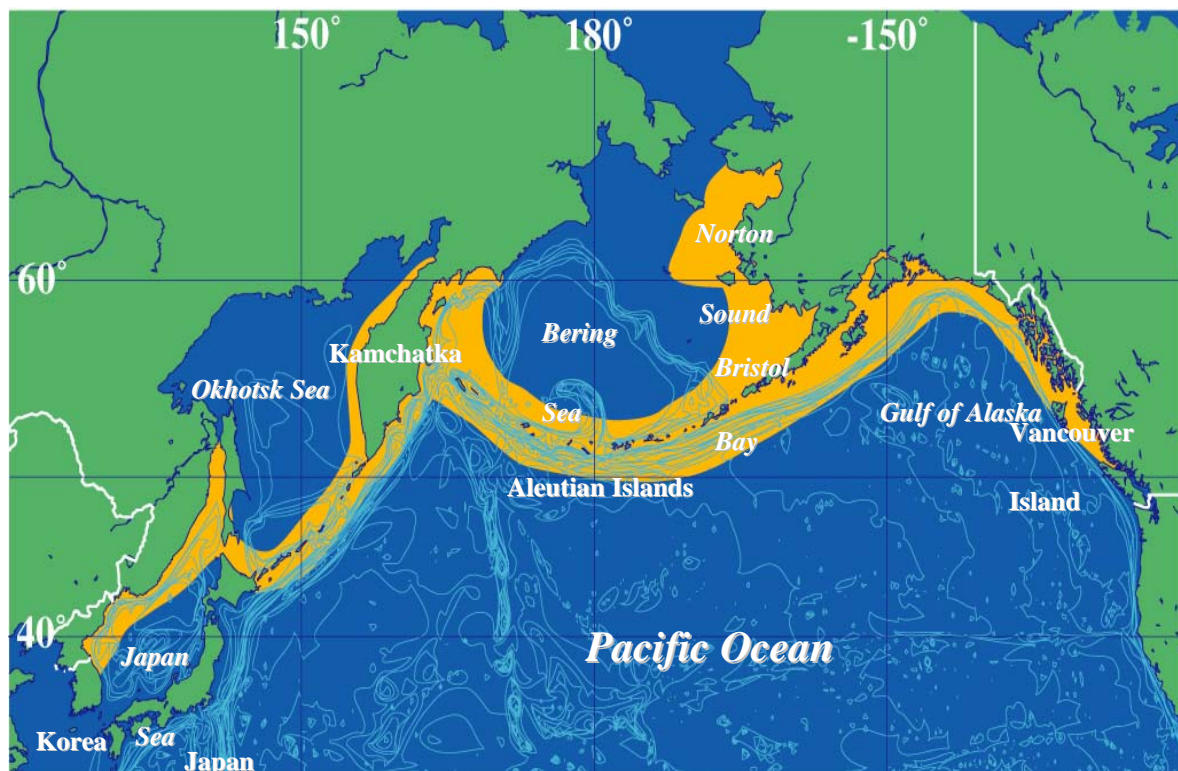 150°
180°
-150°
60°
Norton
Sound
Bering
Sea
Kamchatka
Okhotsk Sea
Bristol
Bay
Gulf of Alaska
Vancouver
Island
Aleutian Islands
40°
Japan
Sea
Pacific Ocean
Korea
Japan